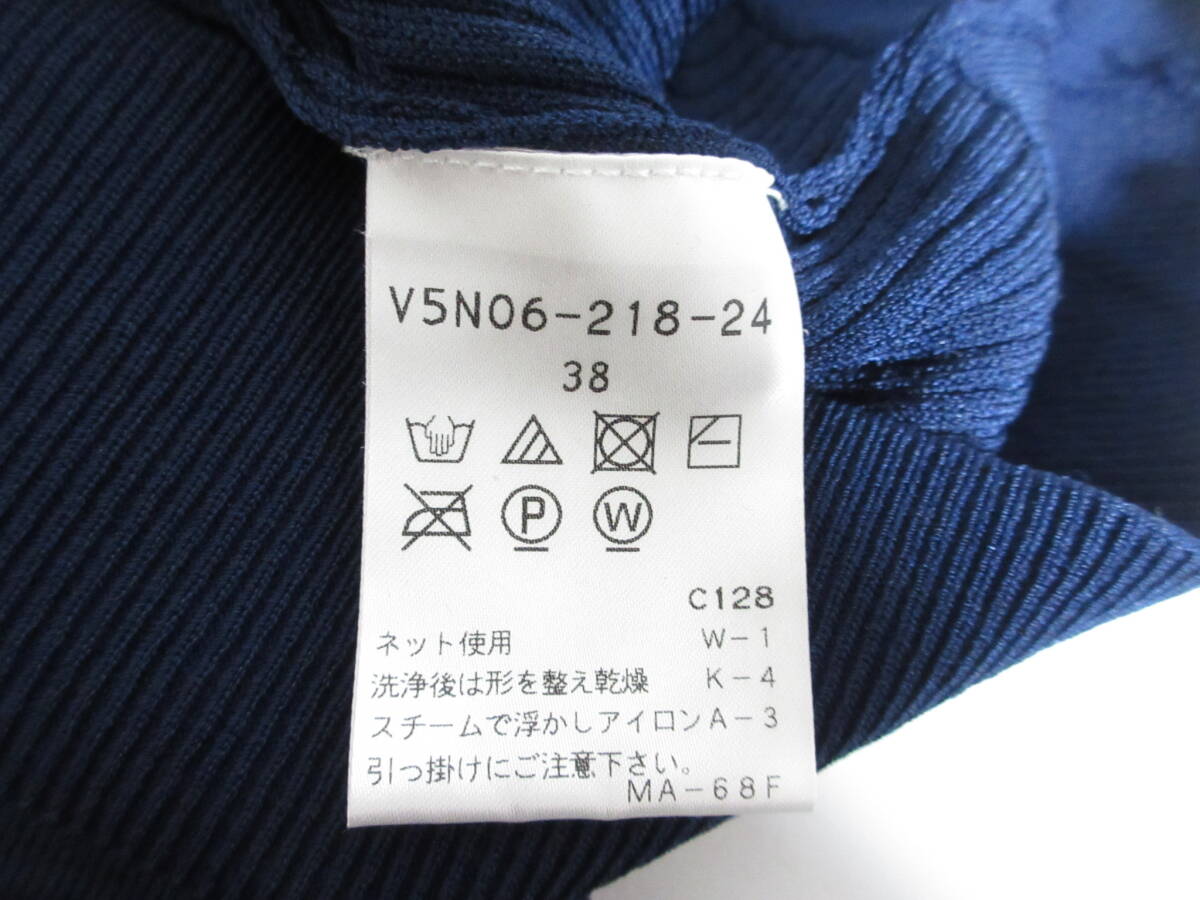 V5N06-218-24
38
P W
C128
ネット使用 W-1
洗浄後は形を整え乾燥 K-4
スチームで浮かしアイロン A-3
引っ掛けにご注意下さい。
MA-68F